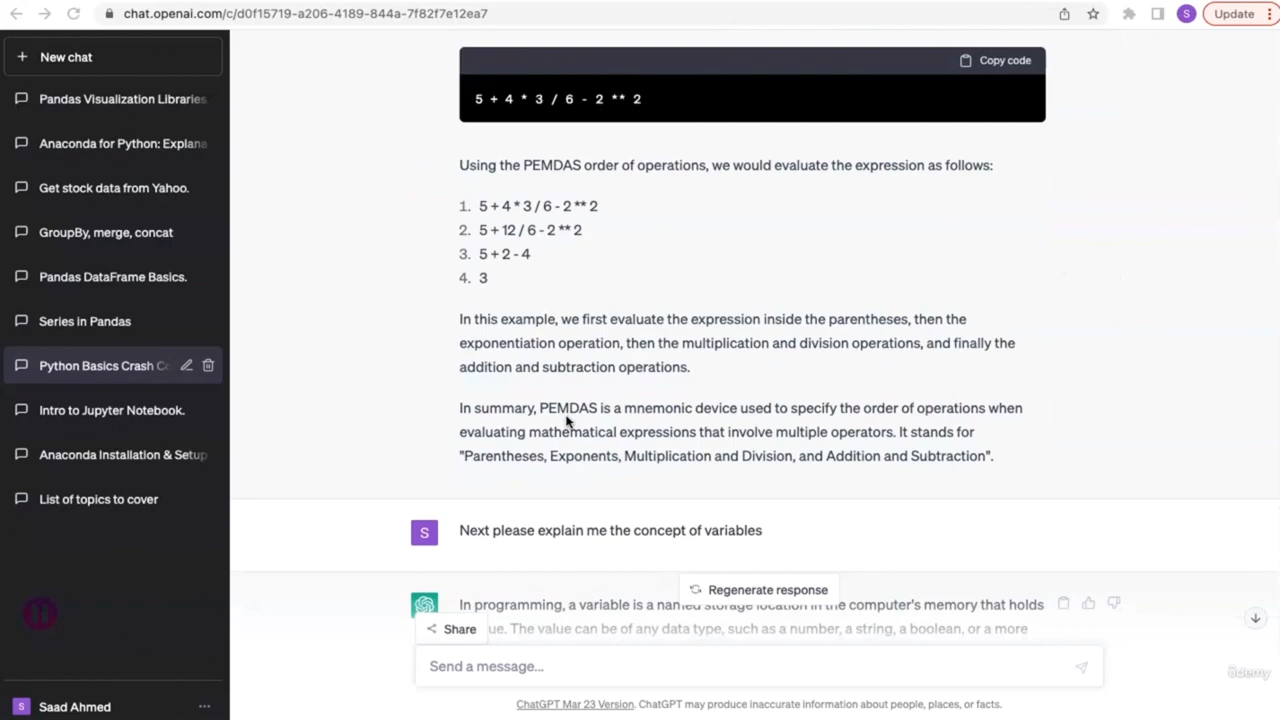 chat.openai.com/c/d0f15719-a206-4189-844a-7f82f7e12ea7
S
Update
New chat
Pandas Visualization Libraries
Anaconda for Python: Explana
Get stock data from Yahoo.
GroupBy, merge, concat
Pandas DataFrame Basics.
Series in Pandas
Python Basics Crash Co
Intro to Jupyter Notebook.
Anaconda Installation & Setup
List of topics to cover
S Saad Ahmed
Copy code
5 + 4 * 3 / 6 - 2 ** 2
Using the PEMDAS order of operations, we would evaluate the expression as follows:
1. 5 + 4 * 3 / 6 - 2 ** 2
2. 5 + 12 / 6 - 2 ** 2
3. 5 + 2 - 4
4. 3
In this example, we first evaluate the expression inside the parentheses, then the
exponentiation operation, then the multiplication and division operations, and finally the
addition and subtraction operations.
In summary, PEMDAS is a mnemonic device used to specify the order of operations when
evaluating mathematical expressions that involve multiple operators. It stands for
"Parentheses, Exponents, Multiplication and Division, and Addition and Subtraction".
S Next please explain me the concept of variables
Regenerate response
In programming, a variable is a named storage location in the computer's memory that holds
Share
ue. The value can be of any data type, such as a number, a string, a boolean, or a more
Send a message...
ChatGPT Mar 23 Version. ChatGPT may produce inaccurate information about people, places, or facts.
ûdemy